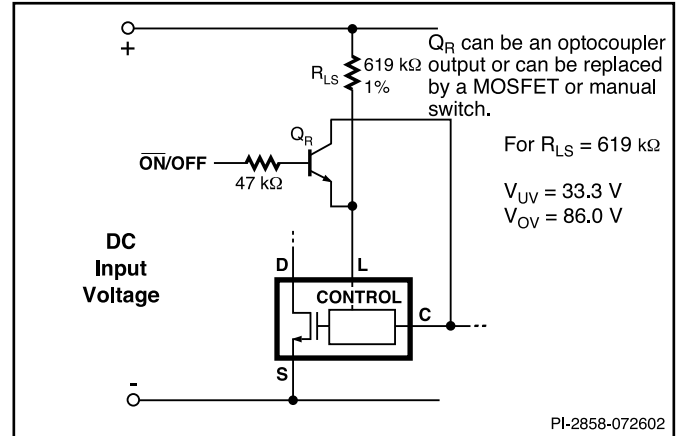 +
R_LS
619 kΩ
1%
Q_R can be an optocoupler
output or can be replaced
by a MOSFET or manual
switch.
Q_R
O̅N̅/OFF
47 kΩ
For R_LS = 619 kΩ
V_UV = 33.3 V
V_OV = 86.0 V
DC
Input
Voltage
D
L
CONTROL
C
S
-
PI-2858-072602